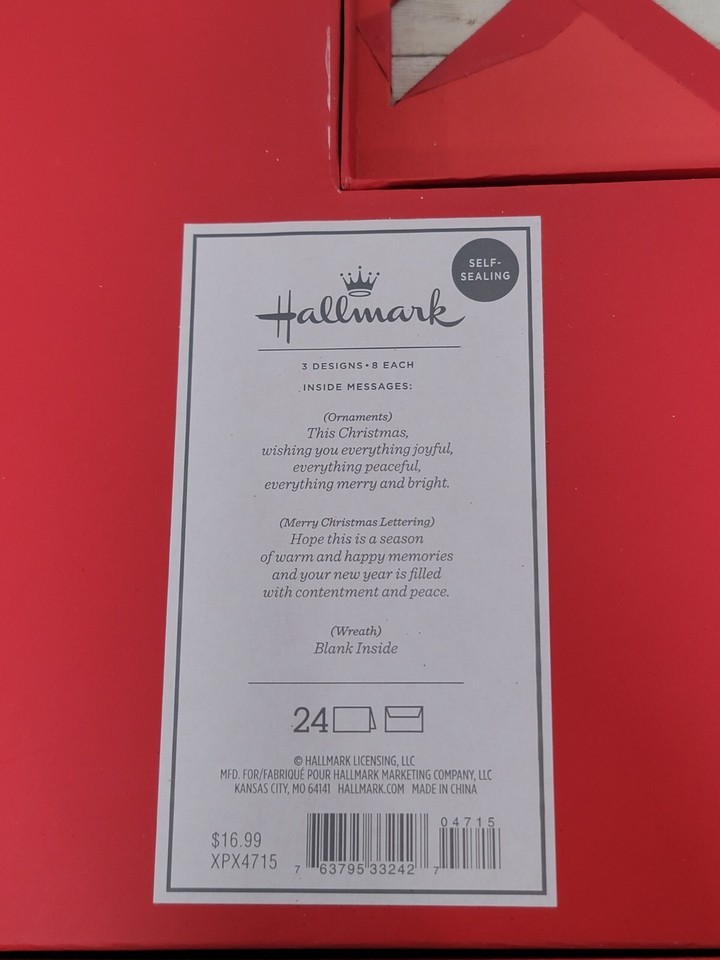 SELF-
SEALING
Hallmark
3 DESIGNS • 8 EACH
INSIDE MESSAGES:
(Ornaments)
This Christmas,
wishing you everything joyful,
everything peaceful,
everything merry and bright.
(Merry Christmas Lettering)
Hope this is a season
of warm and happy memories
and your new year is filled
with contentment and peace.
(Wreath)
Blank Inside
24
© HALLMARK LICENSING, LLC
MFD. FOR/FABRIQUÉ POUR HALLMARK MARKETING COMPANY, LLC
KANSAS CITY, MO 64141 HALLMARK.COM MADE IN CHINA
$16.99
XPX4715
04715
7 63795 33242 7